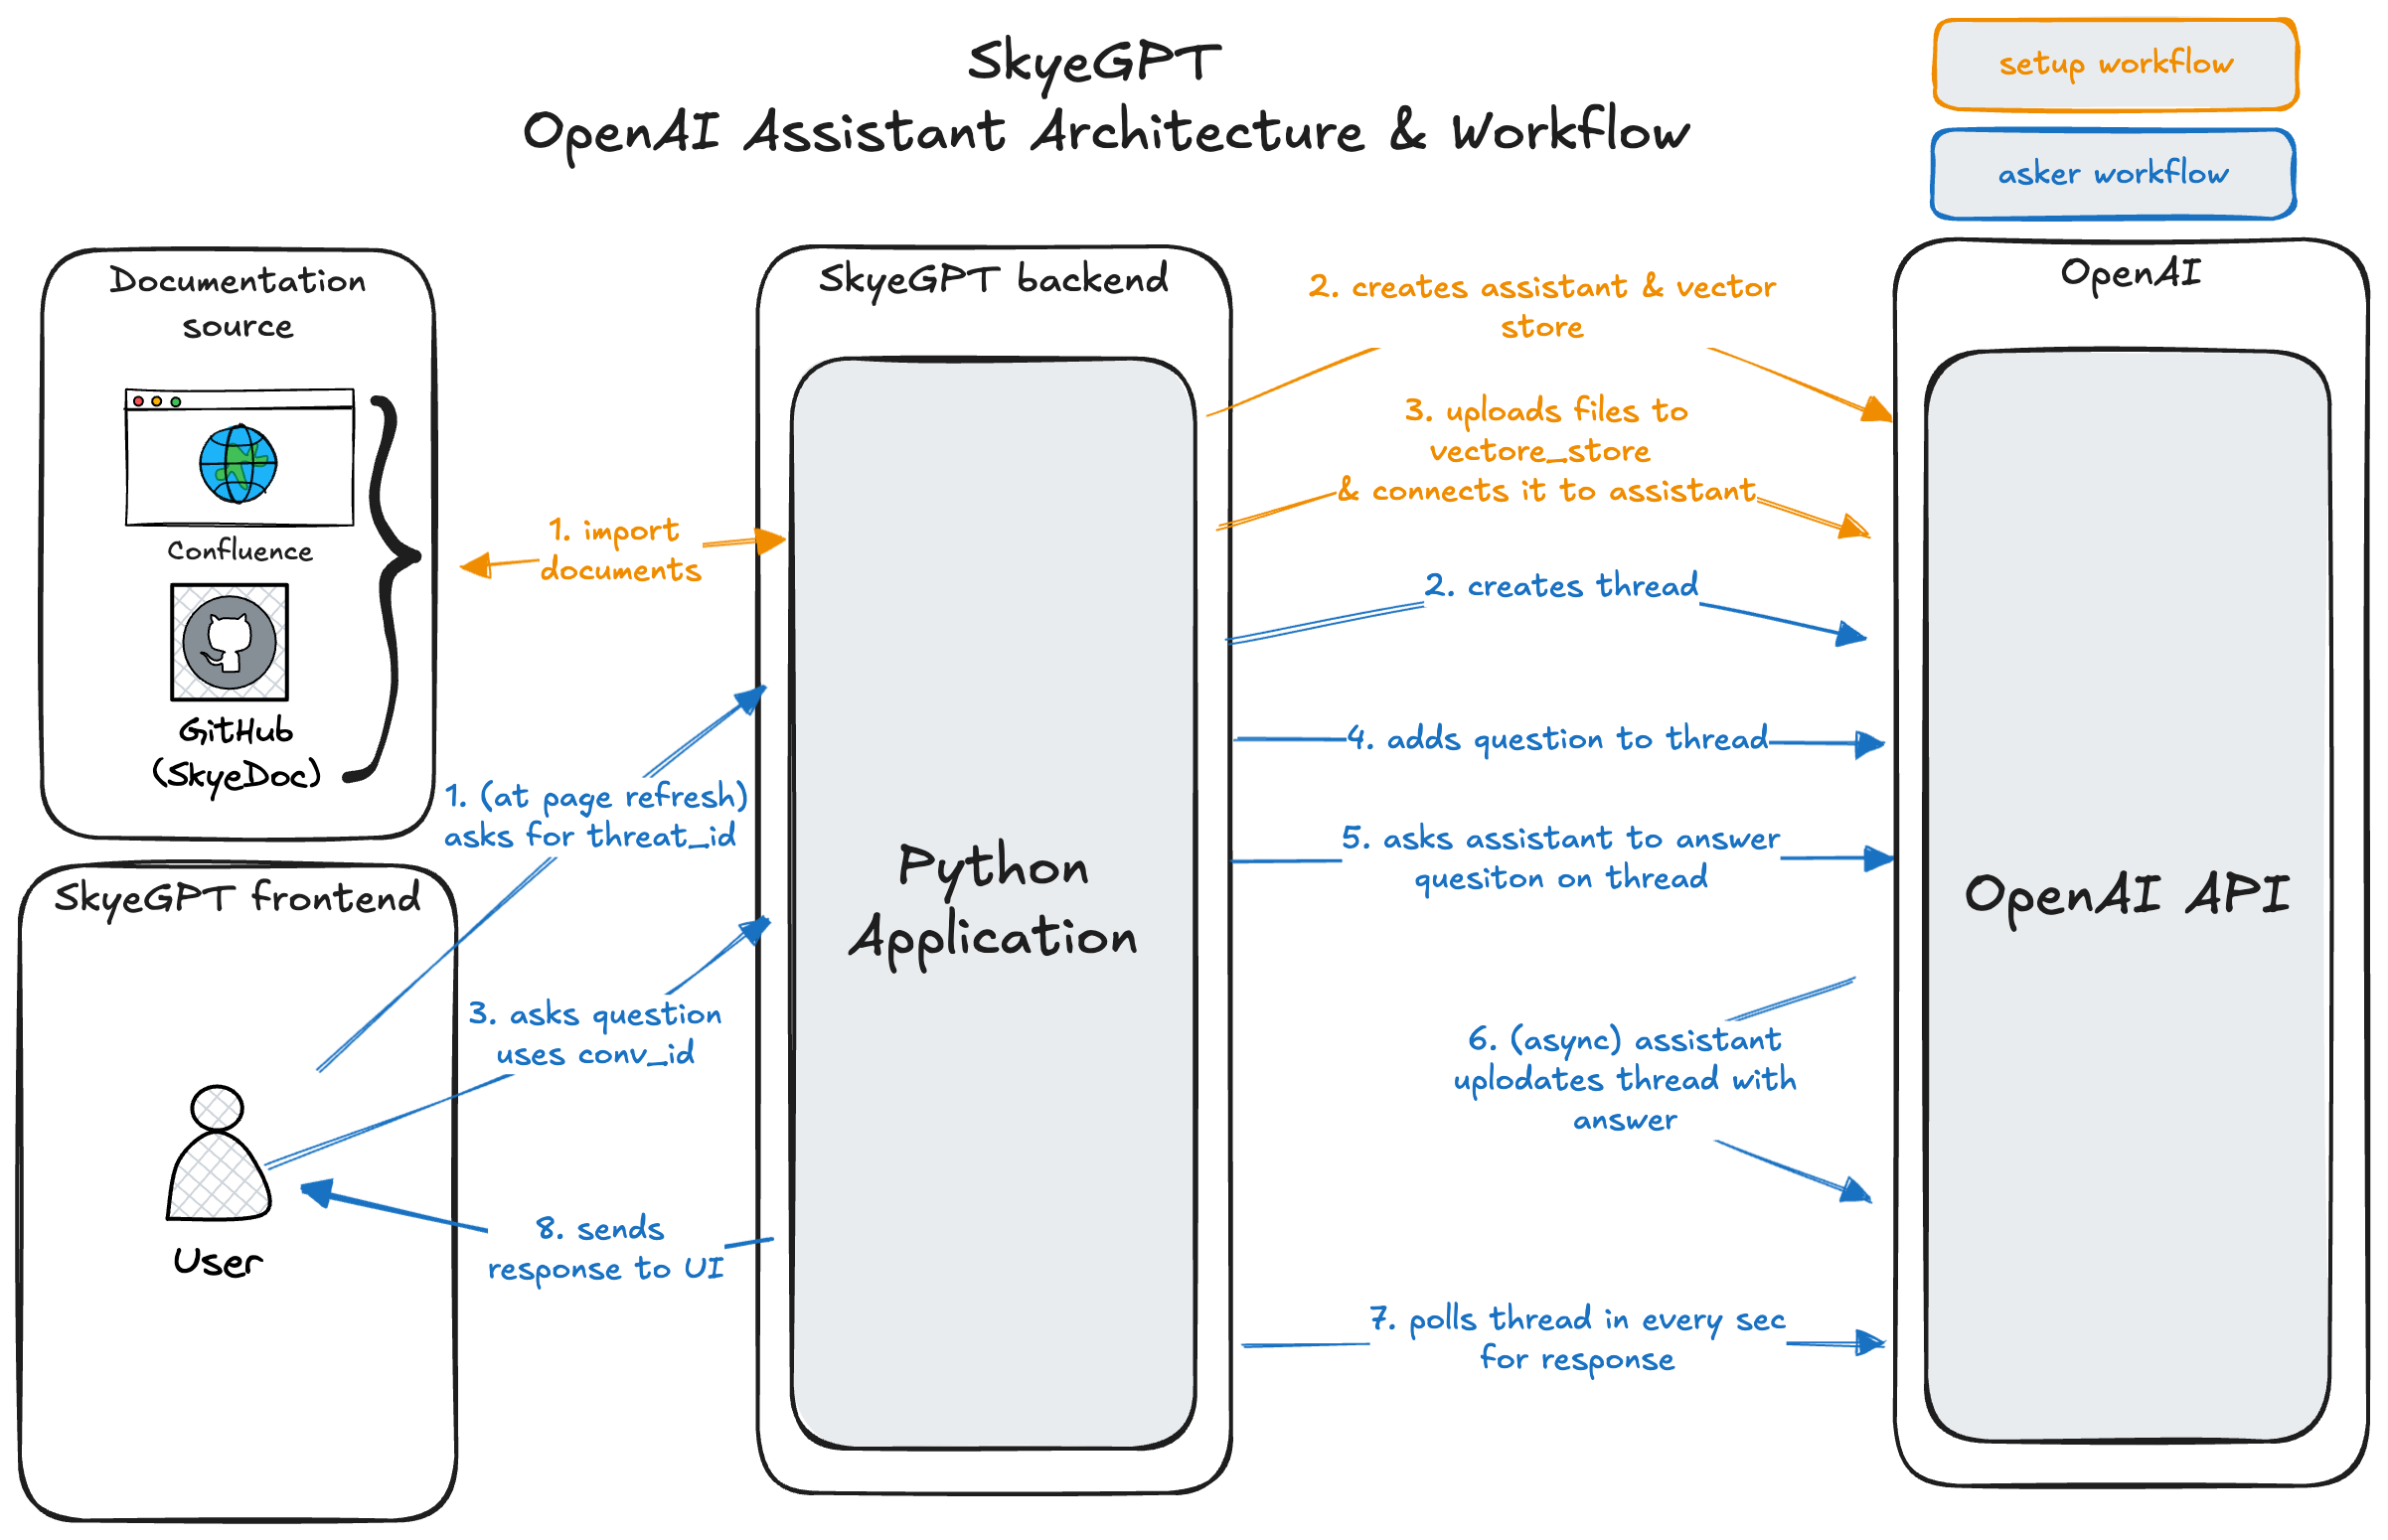 SkyeGPT
OpenAI Assistant Architecture & Workflow
setup workflow
asker workflow
Documentation
source
Confluence
GitHub
(SkyeDoc)
SkyeGPT frontend
User
SkyeGPT backend
Python
Application
OpenAI
OpenAI API
1. import
documents
2. creates assistant & vector
store
3. uploads files to
vectore_store
& connects it to assistant
1. (at page refresh)
asks for threat_id
2. creates thread
3. asks question
uses conv_id
4. adds question to thread
5. asks assistant to answer
quesiton on thread
6. (async) assistant
uplodates thread with
answer
7. polls thread in every sec
for response
8. sends
response to UI